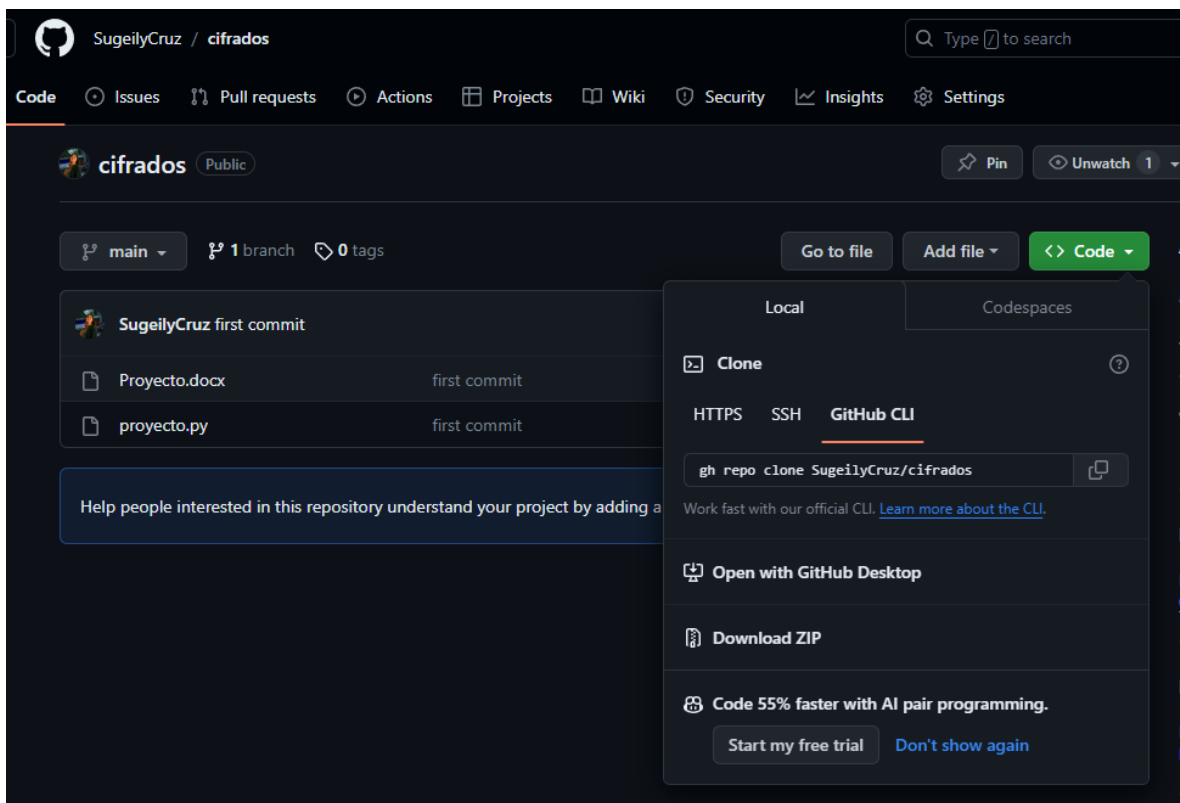 SugeilyCruz / cifrados
Type / to search
Code Issues Pull requests Actions Projects Wiki Security Insights Settings
cifrados Public
Pin Unwatch 1
main 1 branch 0 tags
Go to file Add file <> Code
SugeilyCruz first commit
Proyecto.docx first commit
proyecto.py first commit
Help people interested in this repository understand your project by adding a
Local Codespaces
Clone
HTTPS SSH GitHub CLI
gh repo clone SugeilyCruz/cifrados
Work fast with our official CLI. Learn more about the CLI.
Open with GitHub Desktop
Download ZIP
Code 55% faster with AI pair programming.
Start my free trial Don't show again